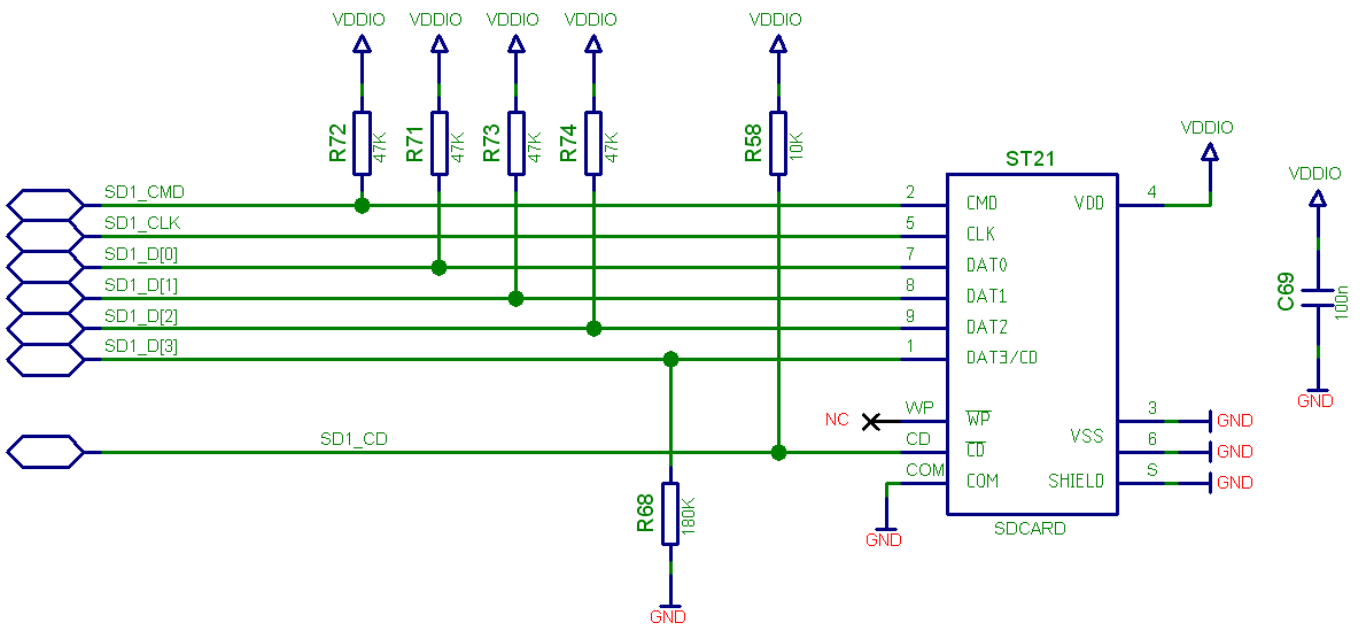 VDDIO VDDIO VDDIO VDDIO VDDIO
R72 47K R71 47K R73 47K R74 47K R58 10K
VDDIO
ST21
VDDIO
SD1_CMD 2 CMD VDD 4
SD1_CLK 5 CLK
SD1_D[0] 7 DAT0
SD1_D[1] 8 DAT1
C69 100n
SD1_D[2] 9 DAT2
SD1_D[3] 1 DAT3/CD
GND
NC WP WP VSS 3 GND
SD1_CD CD CD 6 GND
COM COM SHIELD S GND
R68 180K
SDCARD
GND
GND